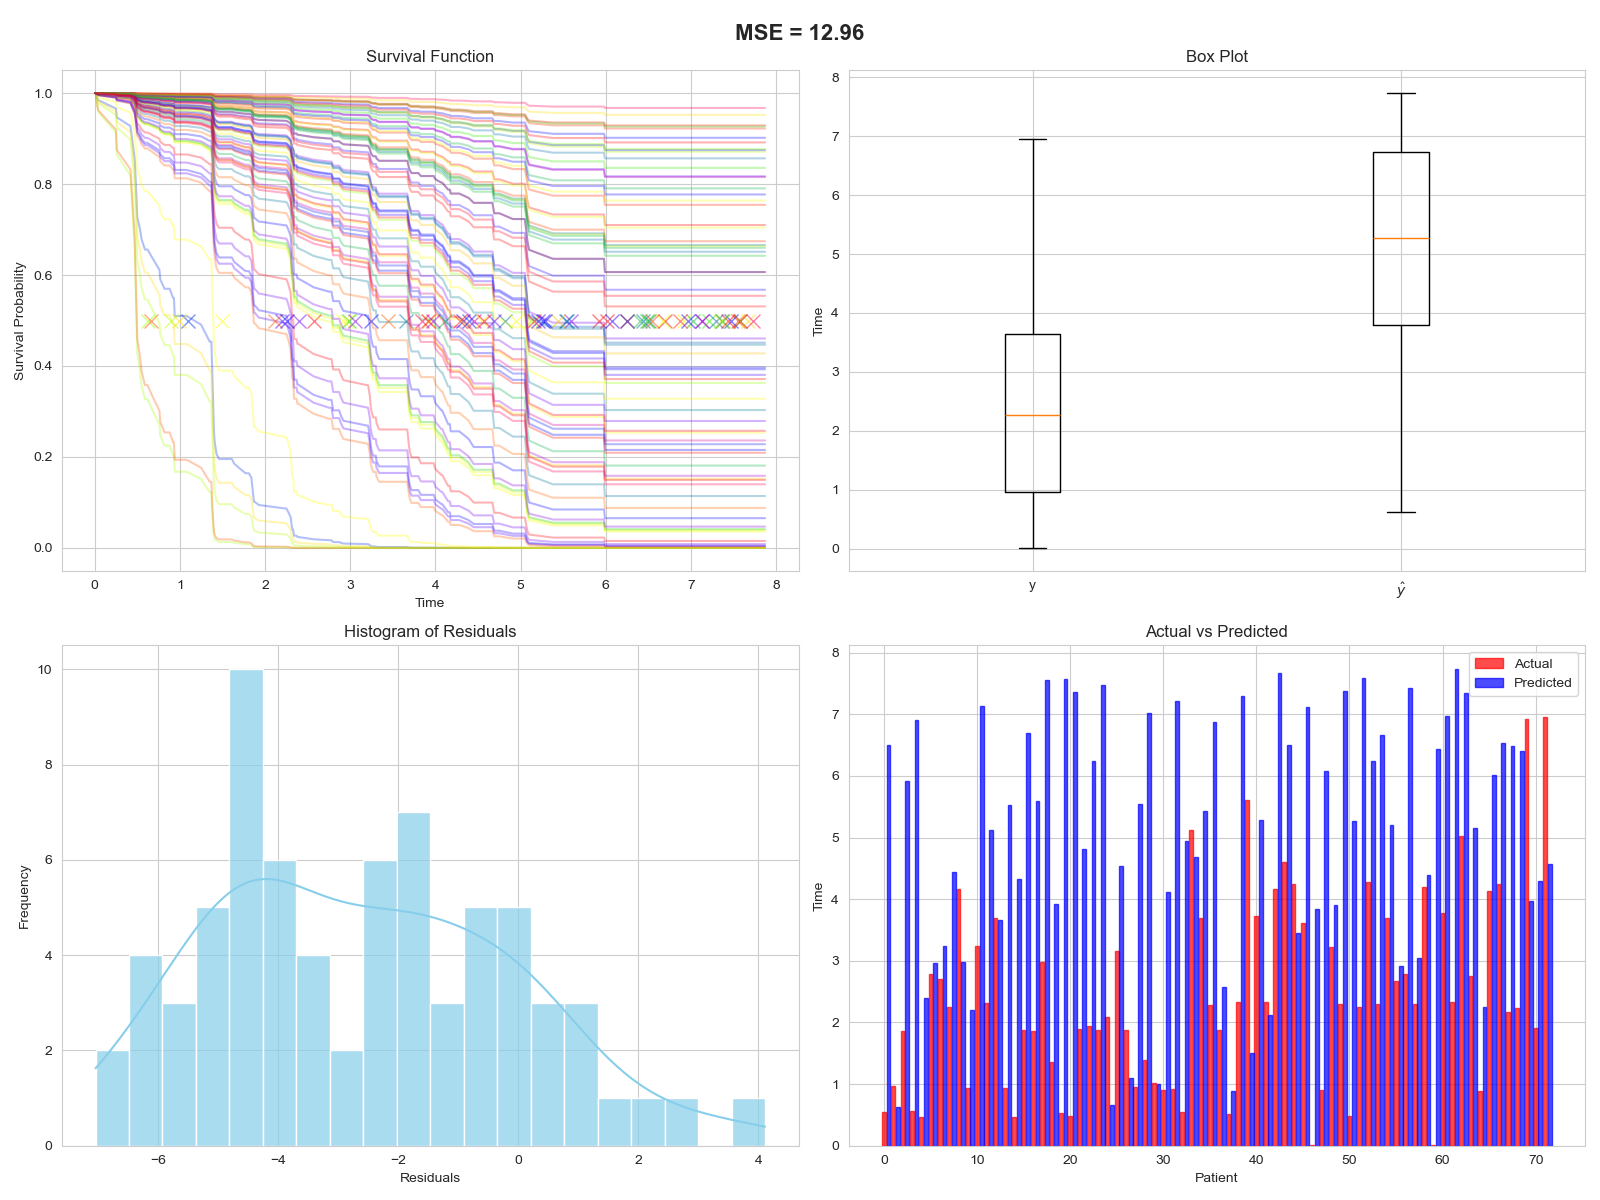 MSE = 12.96
Survival Function
1.0
0.8
0.6
0.4
0.2
0.0
Survival Probability
0 1 2 3 4 5 6 7 8
Time
Box Plot
8
7
6
5
4
3
2
1
0
Time
y ŷ
Histogram of Residuals
10
8
6
4
2
0
Frequency
−6 −4 −2 0 2 4
Residuals
Actual vs Predicted
Actual
Predicted
8
7
6
5
4
3
2
1
0
Time
0 10 20 30 40 50 60 70
Patient